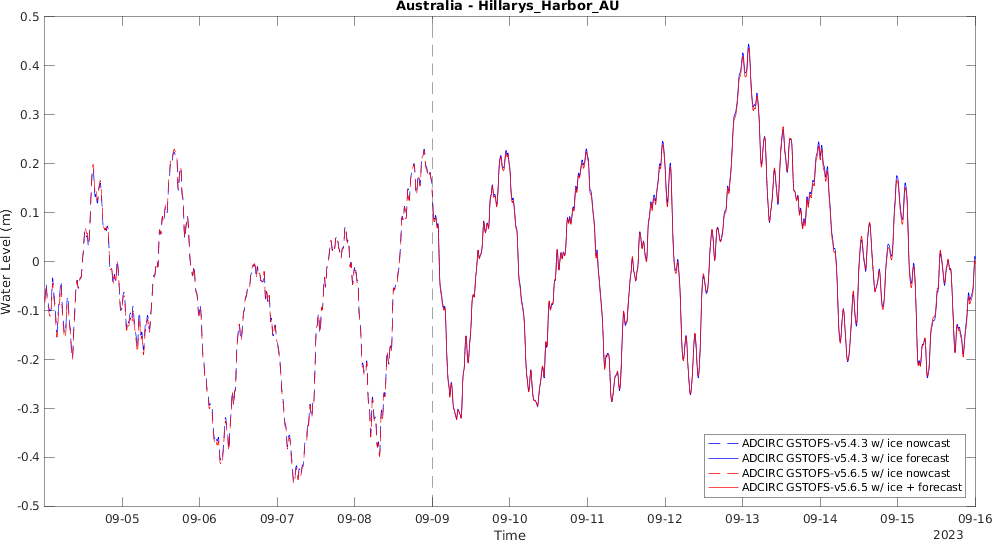 Australia - Hillarys_Harbor_AU
Water Level (m)
0.5
0.4
0.3
0.2
0.1
0
-0.1
-0.2
-0.3
-0.4
-0.5
ADCIRC GSTOFS-v5.4.3 w/ ice nowcast
ADCIRC GSTOFS-v5.4.3 w/ ice forecast
ADCIRC GSTOFS-v5.6.5 w/ ice nowcast
ADCIRC GSTOFS-v5.6.5 w/ ice + forecast
09-05 09-06 09-07 09-08 09-09 09-10 09-11 09-12 09-13 09-14 09-15 09-16
Time
2023